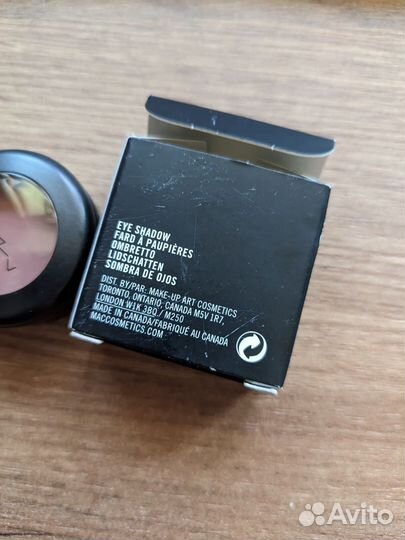 EYE SHADOW
FARD À PAUPIÈRES
OMBRETTO
LIDSCHATTEN
SOMBRA DE OJOS
DIST. BY/PAR. MAKE-UP ART COSMETICS
TORONTO, ONTARIO, CANADA M5V 1R7,
LONDON W1K 3BQ / M250
MADE IN CANADA/FABRIQUÉ AU CANADA
MACCOSMETICS.COM
Avito